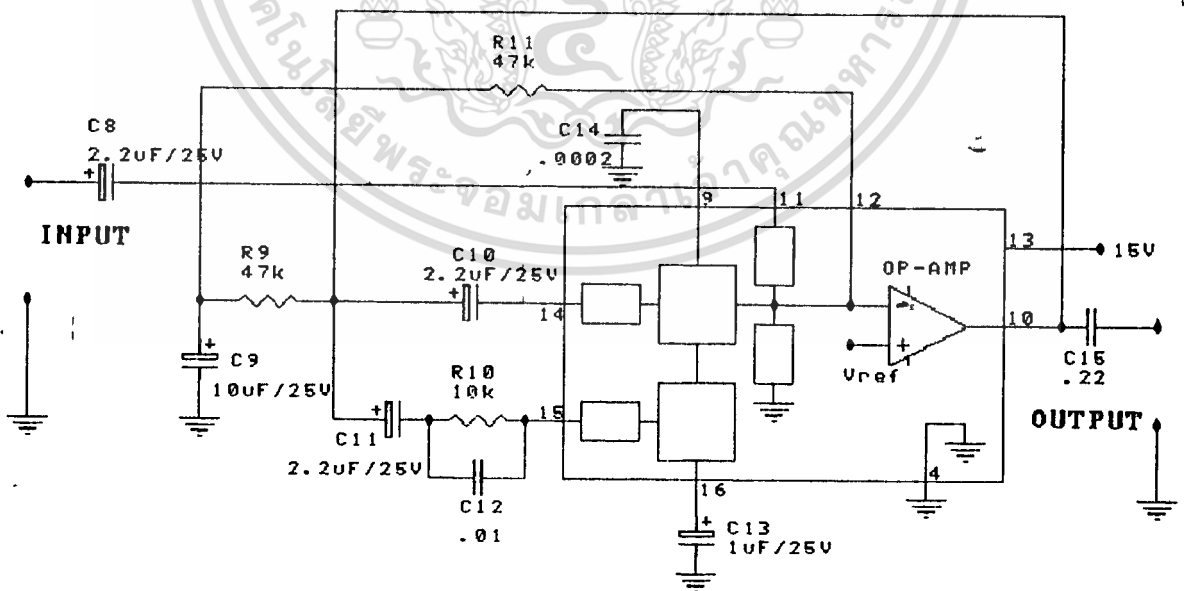 R11
47k
C8
2.2uF/25V
+
C14
.0002
9
11
12
INPUT
R9
47k
C10
2.2uF/25V
+
14
OP-AMP
13
15V
-
+
Vref
10
C15
.22
OUTPUT
+
C9
10uF/25V
R10
10k
+
15
C11
2.2uF/25V
C12
.01
16
4
+
C13
1uF/25V